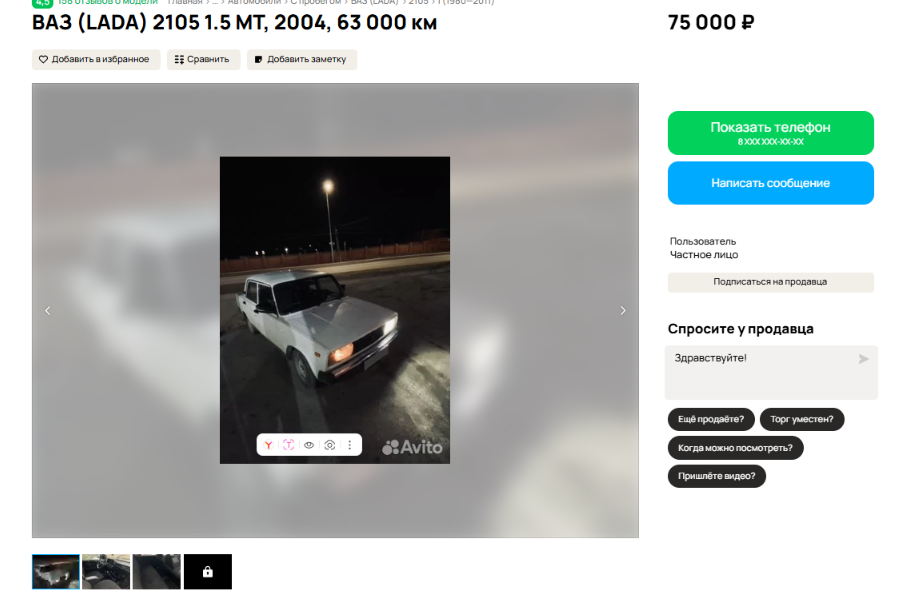 4,5 158 отзывов о модели Главная › ... › Автомобили › С пробегом › ВАЗ (LADA) › 2105 › I (1980—2011)
ВАЗ (LADA) 2105 1.5 MT, 2004, 63 000 км
75 000 ₽
Добавить в избранное
Сравнить
Добавить заметку
Avito
Показать телефон
8 XXX XXX-XX-XX
Написать сообщение
Пользователь
Частное лицо
Подписаться на продавца
Спросите у продавца
Здравствуйте!
Ещё продаёте?
Торг уместен?
Когда можно посмотреть?
Пришлёте видео?